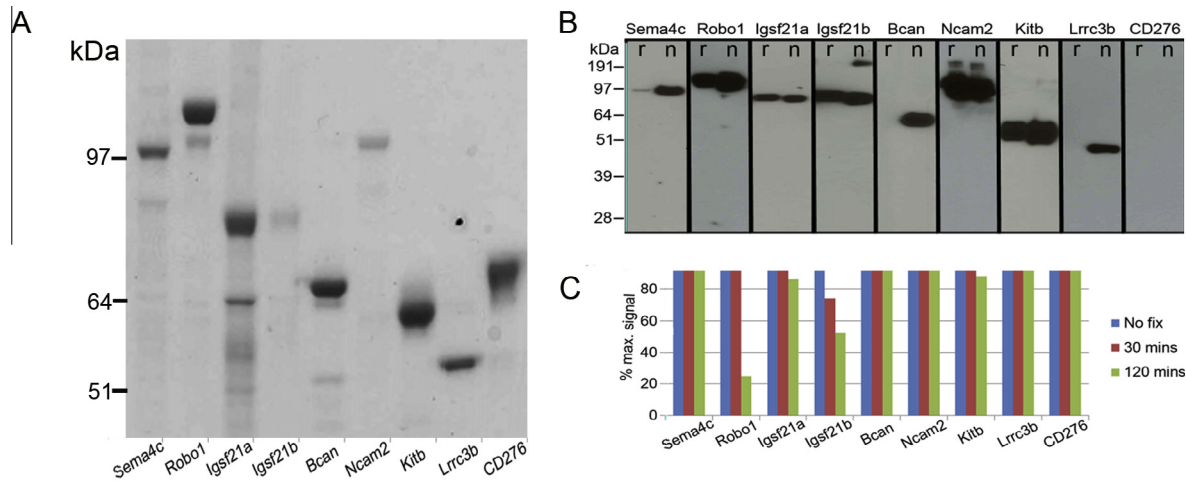 A
kDa
97
64
51
Sema4c Robo1 Igsf21a Igsf21b Bcan Ncam2 Kitb Lrrc3b CD276
B
Sema4c Robo1 Igsf21a Igsf21b Bcan Ncam2 Kitb Lrrc3b CD276
kDa r n r n r n r n r n r n r n r n r n
191
97
64
51
39
28
C
% max. signal
80
60
40
20
0
Sema4c Robo1 Igsf21a Igsf21b Bcan Ncam2 Kitb Lrrc3b CD276
No fix
30 mins
120 mins